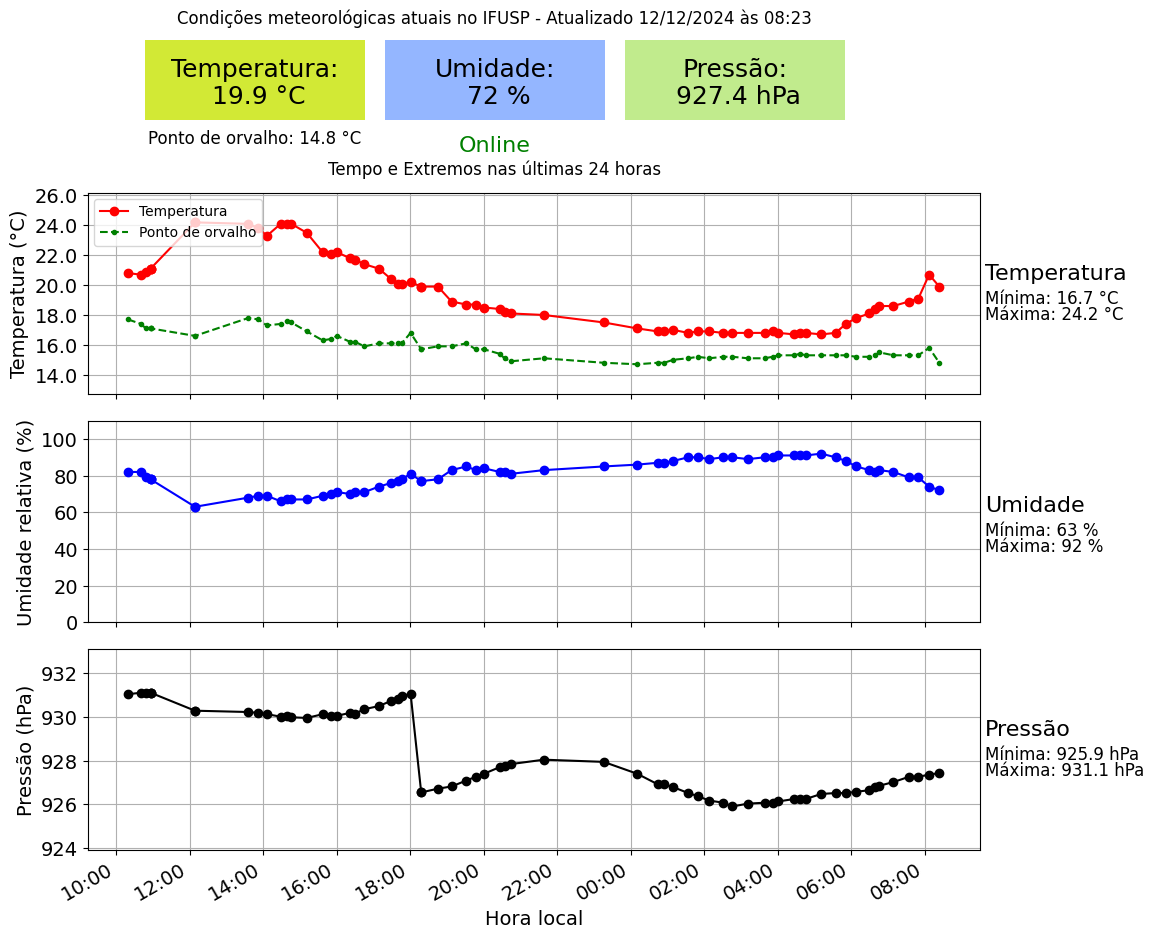 Condições meteorológicas atuais no IFUSP - Atualizado 12/12/2024 às 08:23
Temperatura:
19.9 °C
Umidade:
72 %
Pressão:
927.4 hPa
Ponto de orvalho: 14.8 °C
Online
Tempo e Extremos nas últimas 24 horas
Temperatura (°C)
26.0
24.0
22.0
20.0
18.0
16.0
14.0
Temperatura
Ponto de orvalho
Temperatura
Mínima: 16.7 °C
Máxima: 24.2 °C
Umidade relativa (%)
100
80
60
40
20
0
Umidade
Mínima: 63 %
Máxima: 92 %
Pressão (hPa)
932
930
928
926
924
Pressão
Mínima: 925.9 hPa
Máxima: 931.1 hPa
10:00 12:00 14:00 16:00 18:00 20:00 22:00 00:00 02:00 04:00 06:00 08:00
Hora local